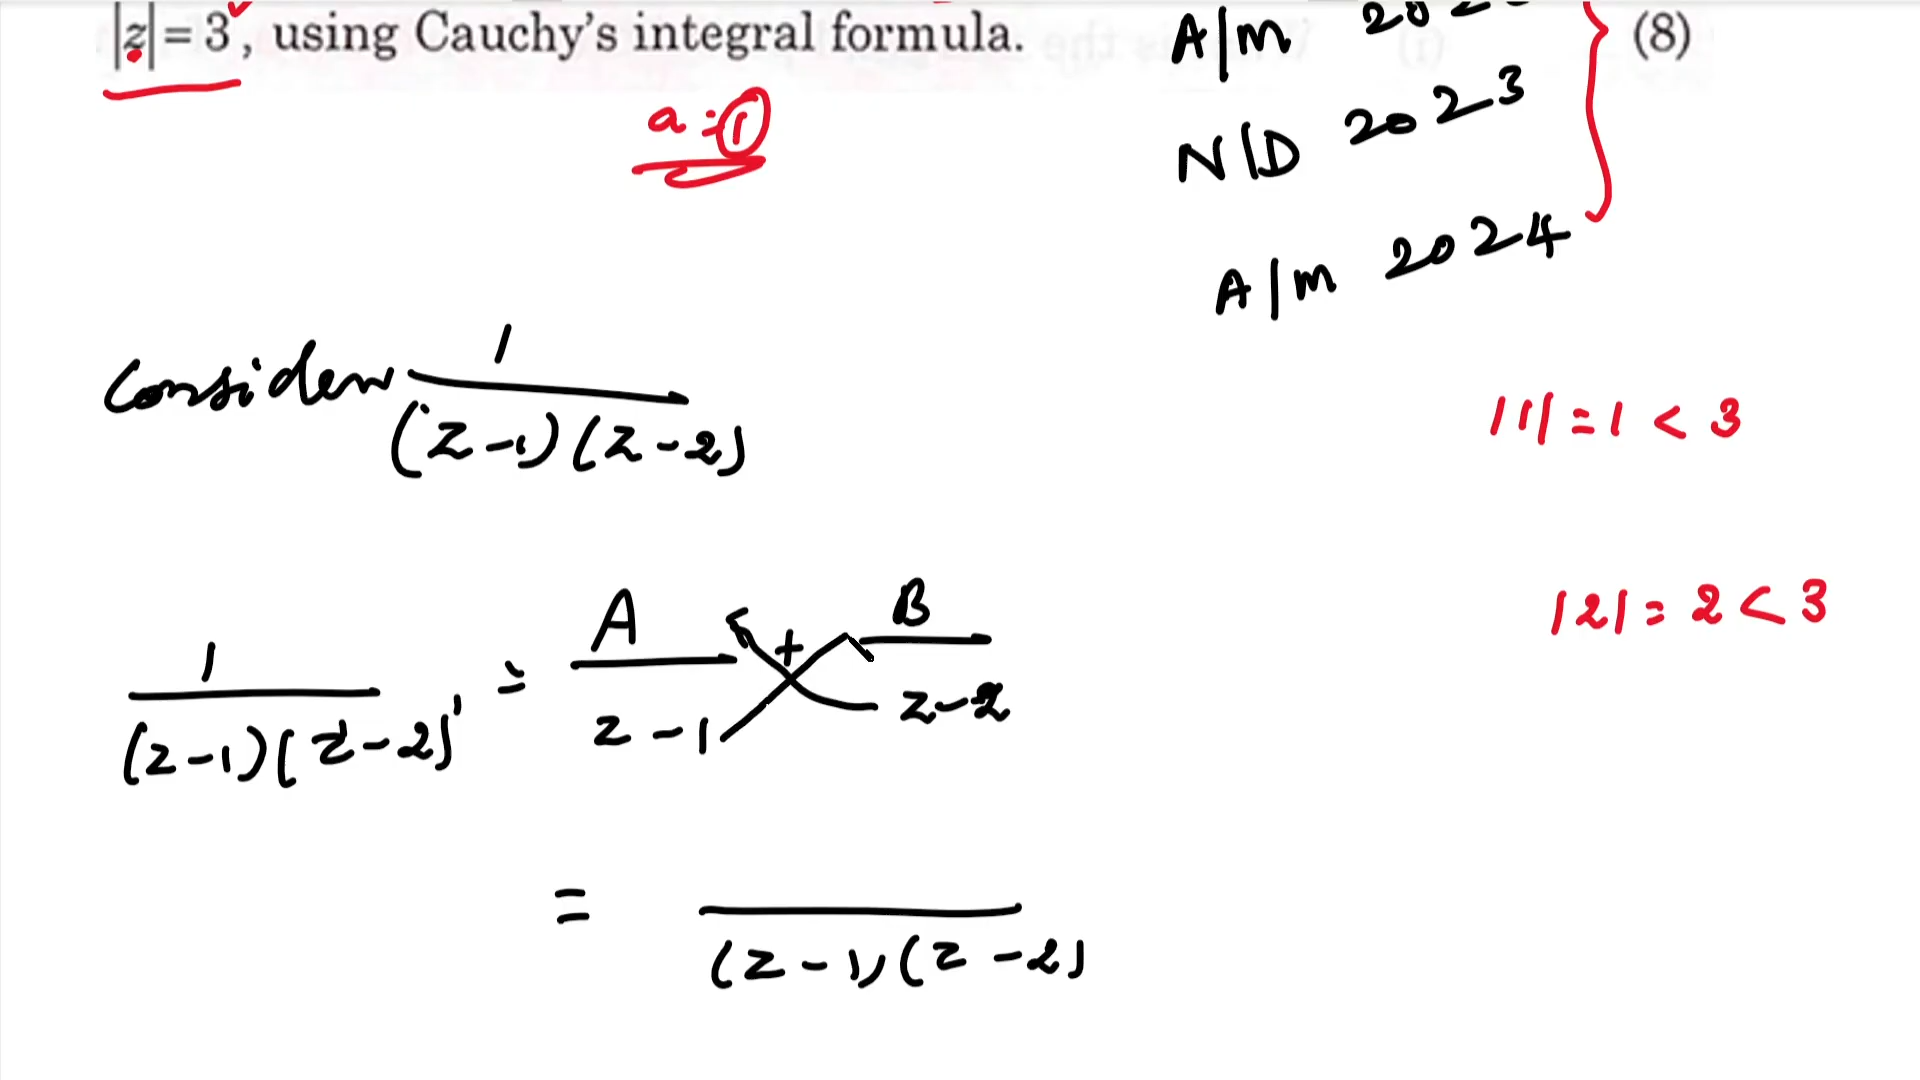 |z| = 3, using Cauchy's integral formula. (8)
A/m
a = 1
N/D 2023
A/m 2024
Consider 1 / (z-1)(z-2)
|1| = 1 < 3
|2| = 2 < 3
1 / (z-1)(z-2) = A / z-1 + B / z-2
= / (z-1)(z-2)